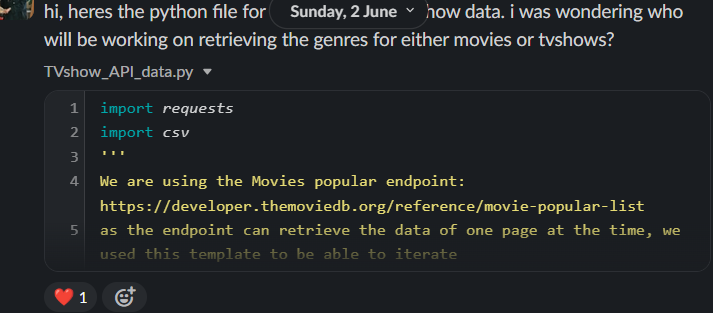 hi, heres the python file for Sunday, 2 June how data. i was wondering who
will be working on retrieving the genres for either movies or tvshows?
TVshow_API_data.py
1 import requests
2 import csv
3 '''
4 We are using the Movies popular endpoint:
https://developer.themoviedb.org/reference/movie-popular-list
5 as the endpoint can retrieve the data of one page at the time, we
used this template to be able to iterate
1